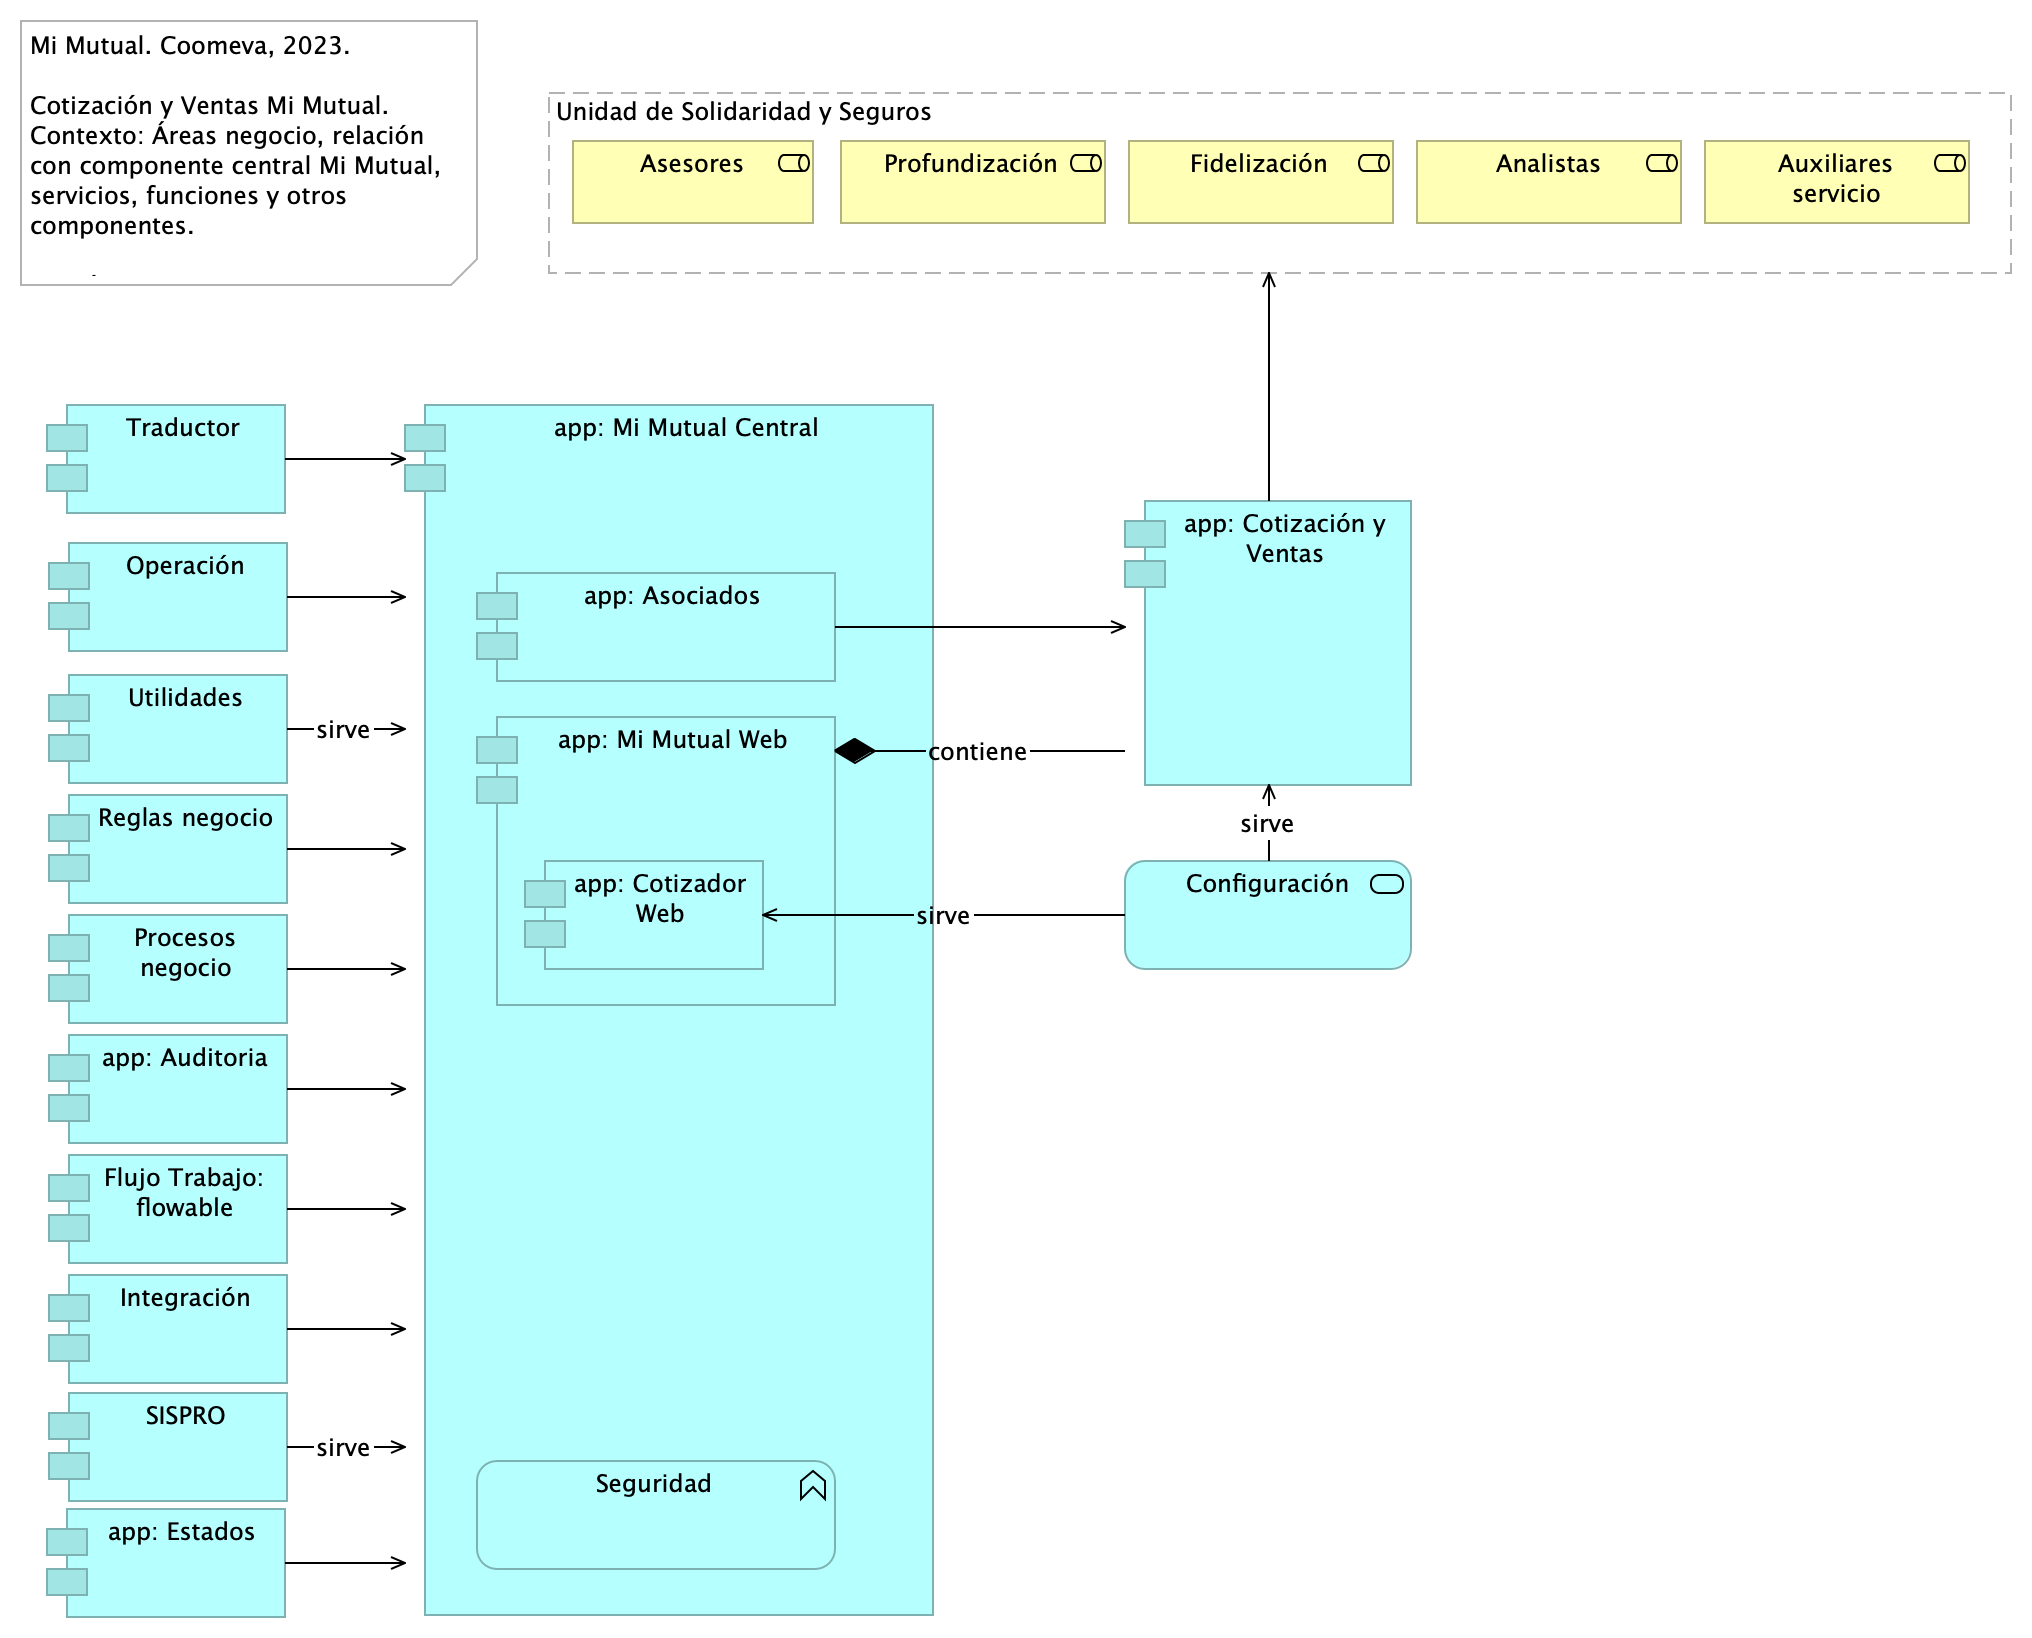 Mi Mutual. Coomeva, 2023.
Cotización y Ventas Mi Mutual.
Contexto: Áreas negocio, relación
con componente central Mi Mutual,
servicios, funciones y otros
componentes.
Unidad de Solidaridad y Seguros
Asesores
Profundización
Fidelización
Analistas
Auxiliares
servicio
Traductor
Operación
Utilidades
sirve
Reglas negocio
Procesos
negocio
app: Auditoria
Flujo Trabajo:
flowable
Integración
SISPRO
sirve
app: Estados
app: Mi Mutual Central
app: Asociados
app: Mi Mutual Web
app: Cotizador
Web
Seguridad
contiene
sirve
app: Cotización y
Ventas
sirve
Configuración